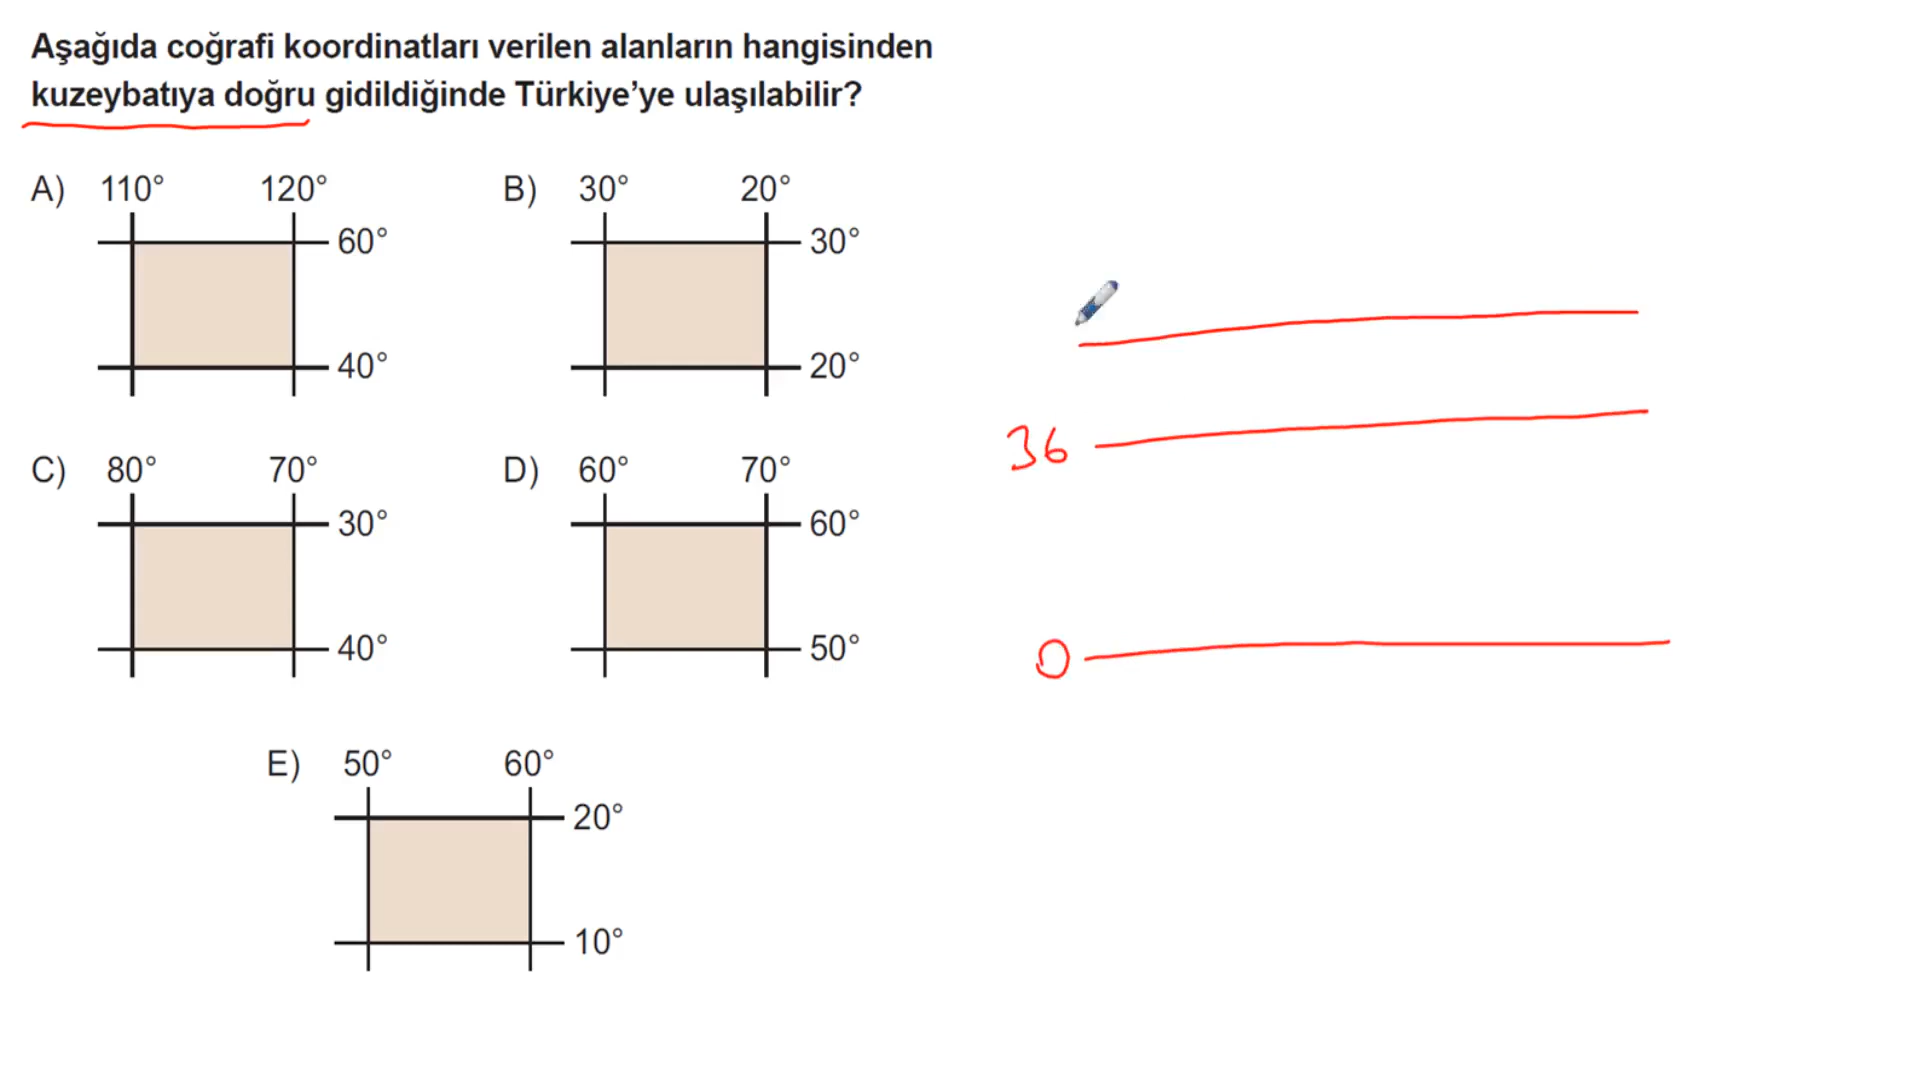 Aşağıda coğrafi koordinatları verilen alanların hangisinden
kuzeybatıya doğru gidildiğinde Türkiye'ye ulaşılabilir?
A) 110° 120°
60°
40°
B) 30° 20°
30°
20°
C) 80° 70°
30°
40°
D) 60° 70°
60°
50°
E) 50° 60°
20°
10°
36
0